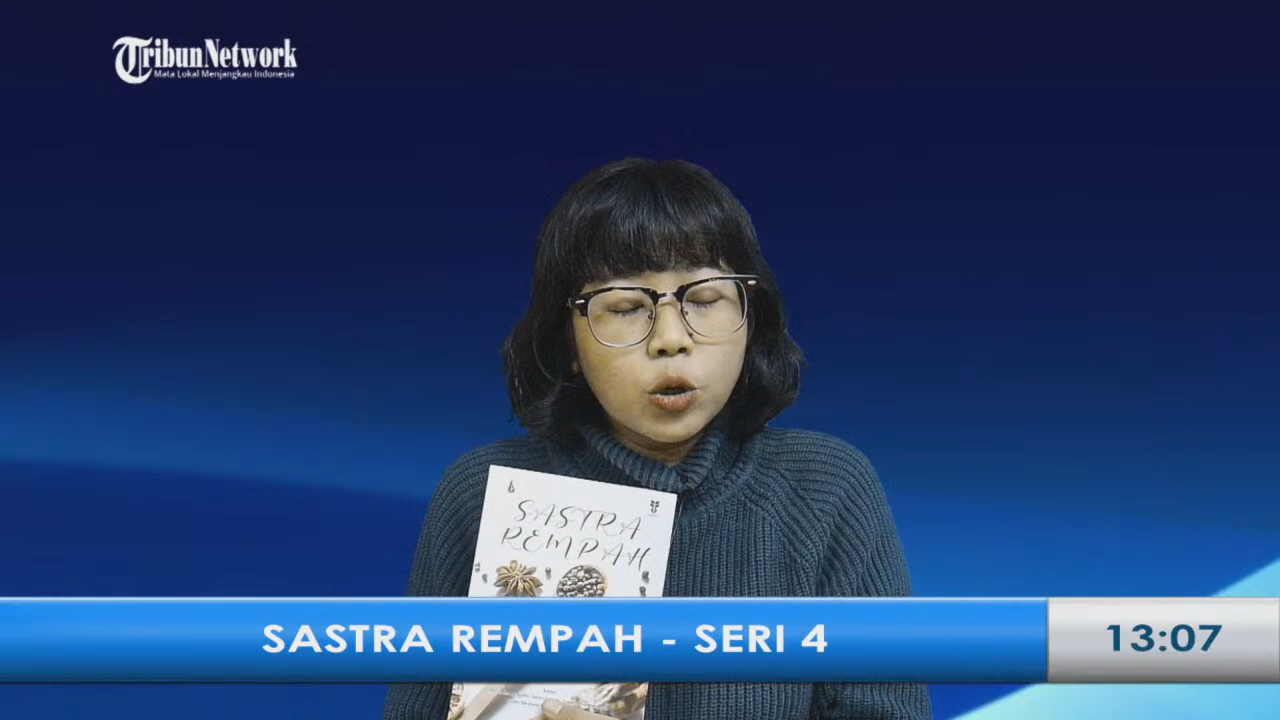 TribunNetwork
Mata Lokal Menjangkau Indonesia
SASTRA
REMPAH
SASTRA REMPAH - SERI 4
13:07